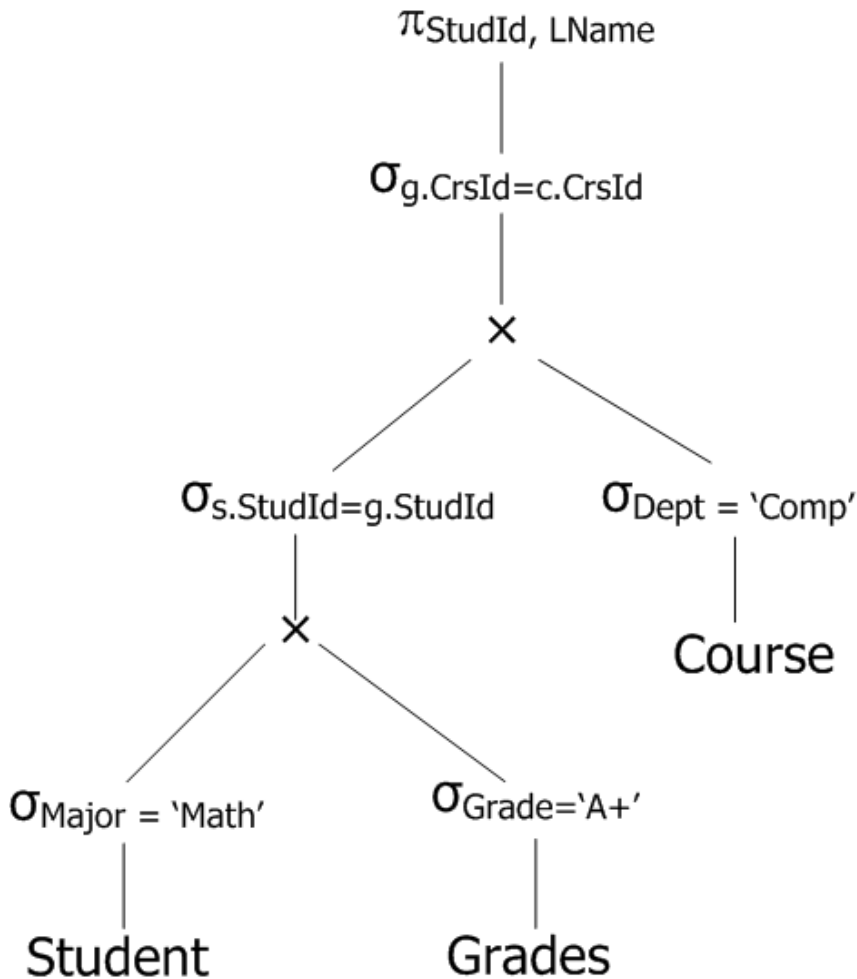 πStudId, LName
σg.CrsId=c.CrsId
×
σs.StudId=g.StudId
σDept = ‘Comp’
×
Course
σMajor = ‘Math’
σGrade=‘A+’
Student
Grades